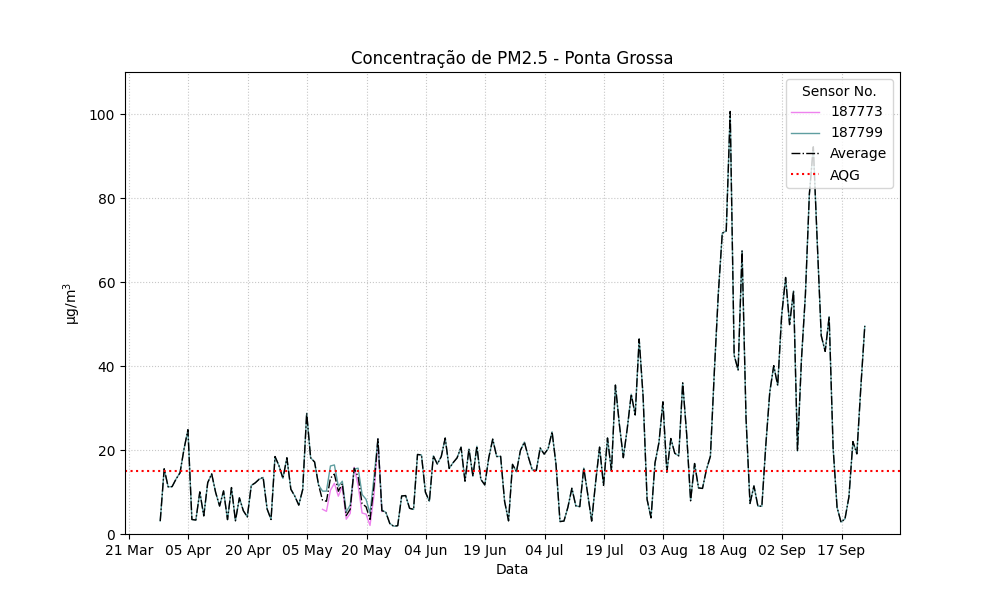 Concentração de PM2.5 - Ponta Grossa
Sensor No.
187773
187799
Average
AQG
100
80
60
40
20
0
µg/m³
21 Mar 05 Apr 20 Apr 05 May 20 May 04 Jun 19 Jun 04 Jul 19 Jul 03 Aug 18 Aug 02 Sep 17 Sep
Data